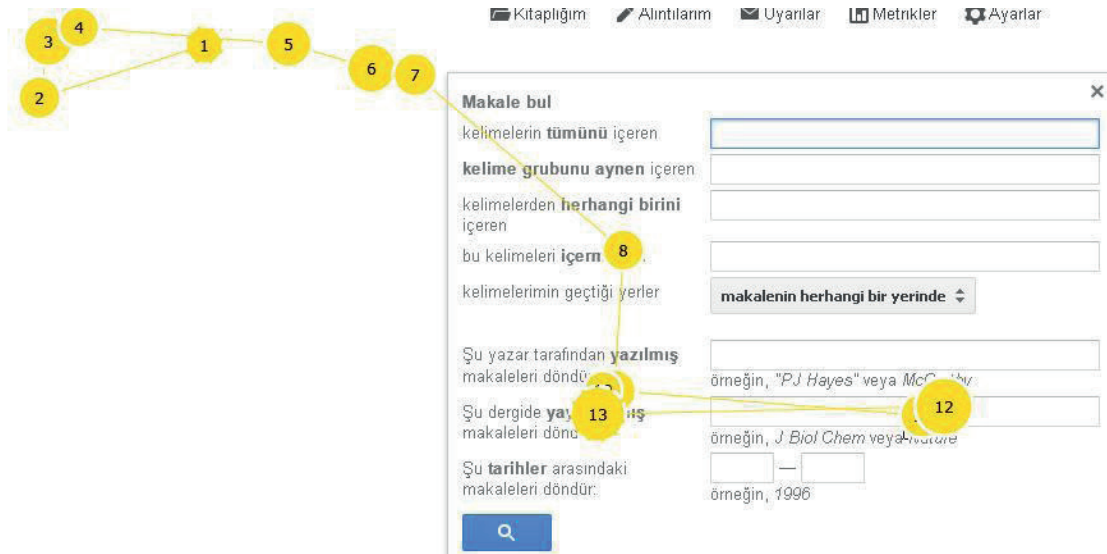 Kitaplığım Alıntılarım Uyarılar Metrikler Ayarlar
3 4 1 5
6 7
2
Makale bul ×
kelimelerin tümünü içeren
kelime grubunu aynen içeren
kelimelerden herhangi birini
içeren
8
bu kelimeleri
kelimelerimin geçtiği yerler makalenin herhangi bir yerinde
Şu yazar tarafından yazılmış
makaleleri
örneğin, "PJ Hayes" veya
12
13
Şu dergide
makaleleri
örneğin, J Biol Chem veya Nature
Şu tarihler arasındaki —
makaleleri döndür:
örneğin, 1996